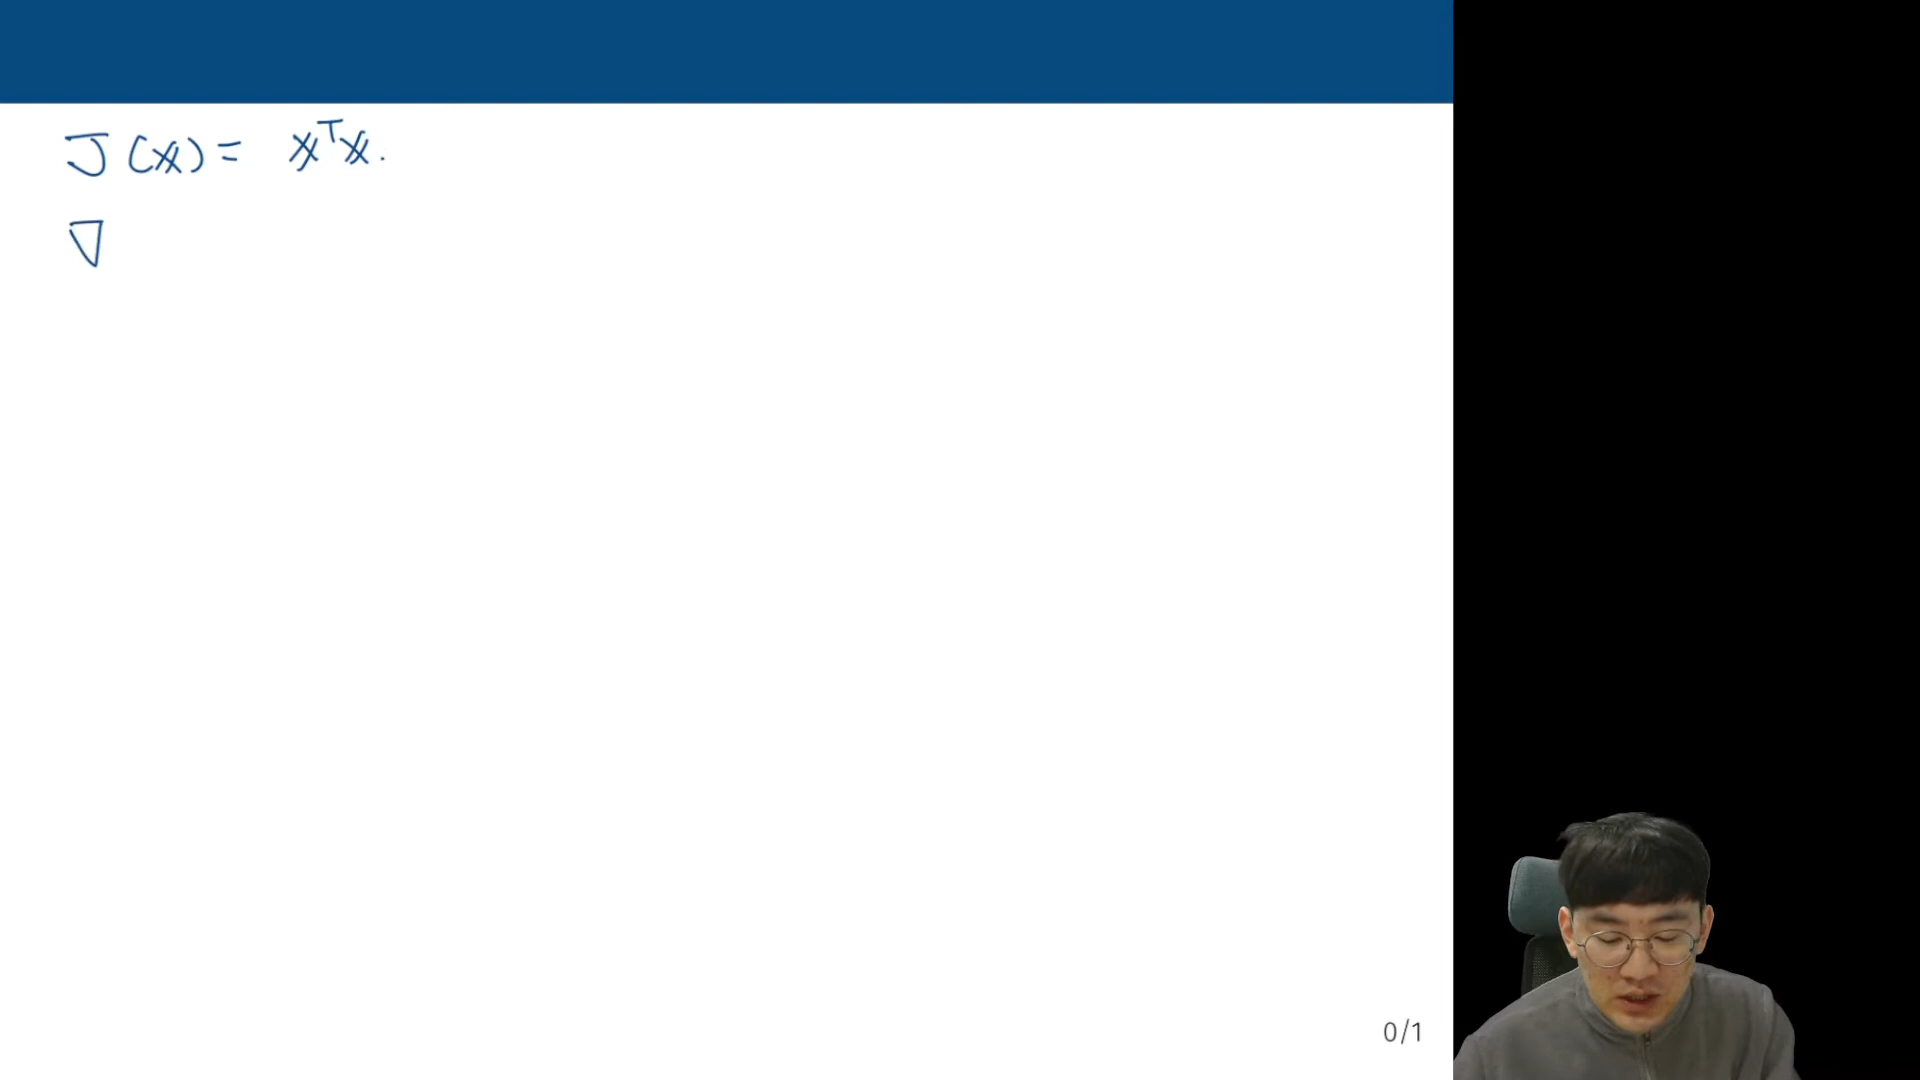 J(x) = xᵀx.
∇
0/1